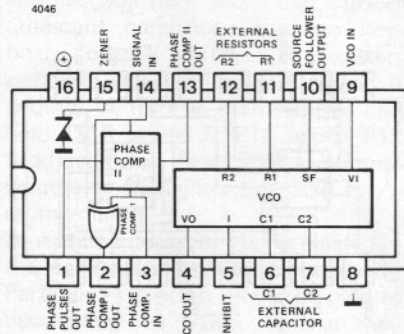 4046
⊕
ZENER
SIGNAL
IN
PHASE
COMP II
OUT
EXTERNAL
RESISTORS
R2 R1
SOURCE
FOLLOWER
OUTPUT
VCO IN
16 15 14 13 12 11 10 9
PHASE
COMP
II
PHASE
COMP. I
R2 R1 SF VI
VCO
VO I C1 C2
1 2 3 4 5 6 7 8
PHASE
PULSES
OUT
PHASE
COMP I
OUT
PHASE
COMP.
IN
CO OUT
NHIBIT
C1 C2
EXTERNAL
CAPACITOR